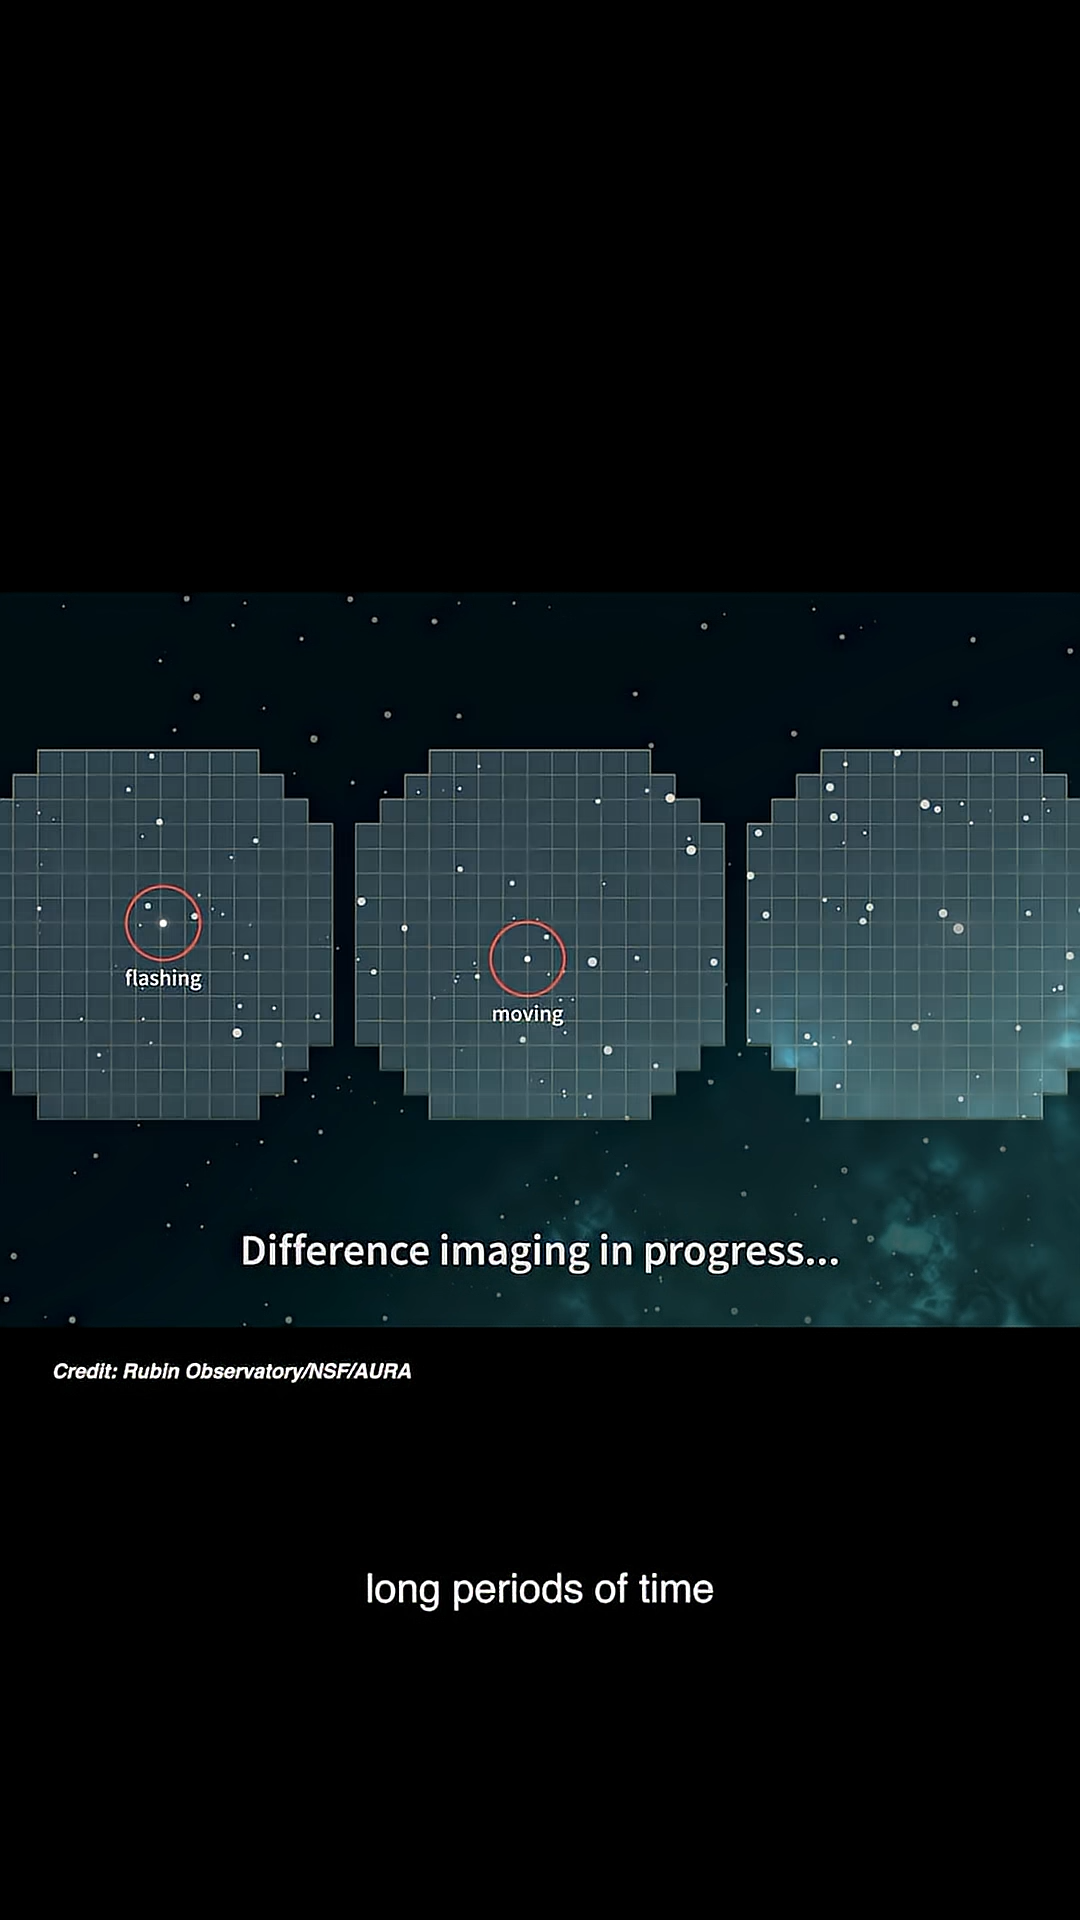 flashing
moving
Difference imaging in progress...
Credit: Rubin Observatory/NSF/AURA
long periods of time